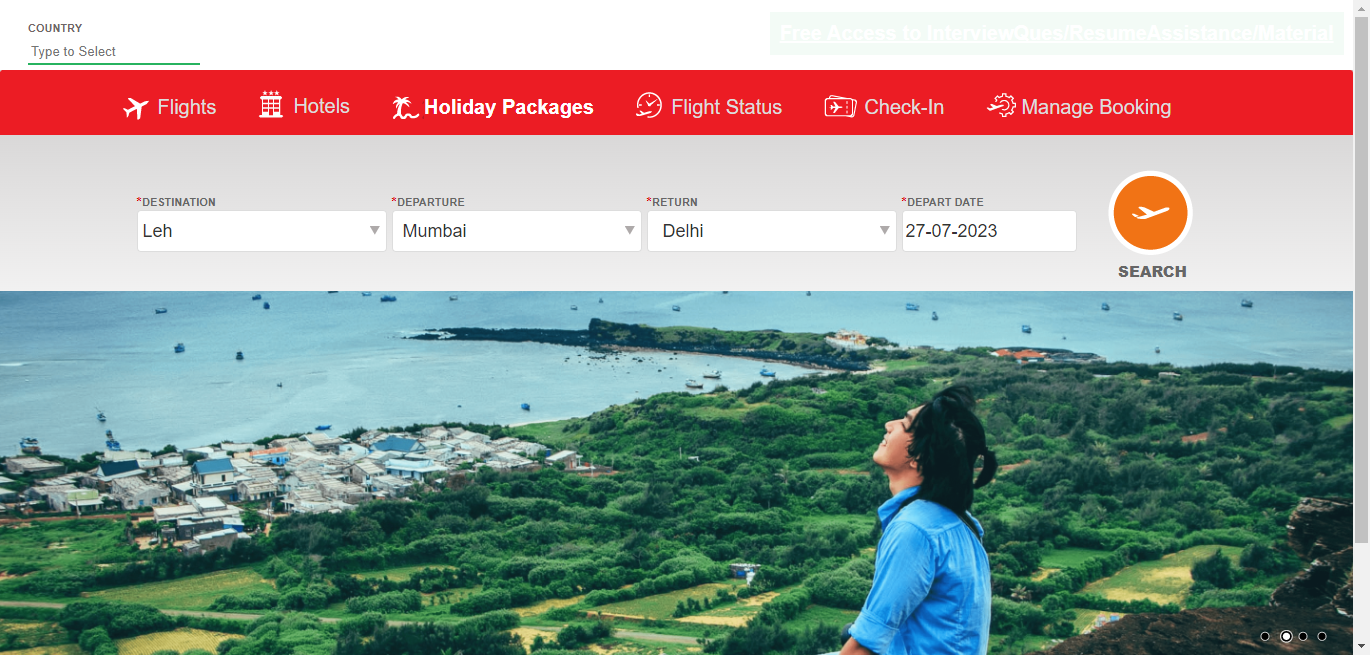 COUNTRY
Type to Select
Free Access to InterviewQues/ResumeAssistance/Material
Flights
Hotels
Holiday Packages
Flight Status
Check-In
Manage Booking
*DESTINATION
*DEPARTURE
*RETURN
*DEPART DATE
Leh
Mumbai
Delhi
27-07-2023
SEARCH